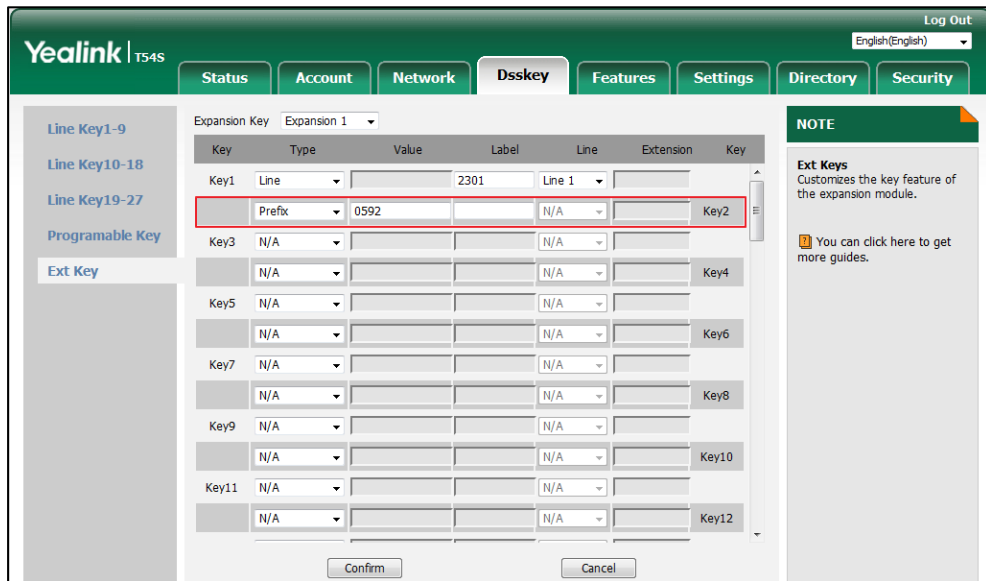 Log Out
Yealink | T54S
English(English)
Status Account Network Dsskey Features Settings Directory Security
Line Key1-9
Line Key10-18
Line Key19-27
Programable Key
Ext Key
Expansion Key Expansion 1
Key Type Value Label Line Extension Key
Key1 Line 2301 Line 1
Prefix 0592 N/A Key2
Key3 N/A N/A
N/A N/A Key4
Key5 N/A N/A
N/A N/A Key6
Key7 N/A N/A
N/A N/A Key8
Key9 N/A N/A
N/A N/A Key10
Key11 N/A N/A
N/A N/A Key12
Confirm Cancel
NOTE
Ext Keys
Customizes the key feature of
the expansion module.
You can click here to get
more guides.